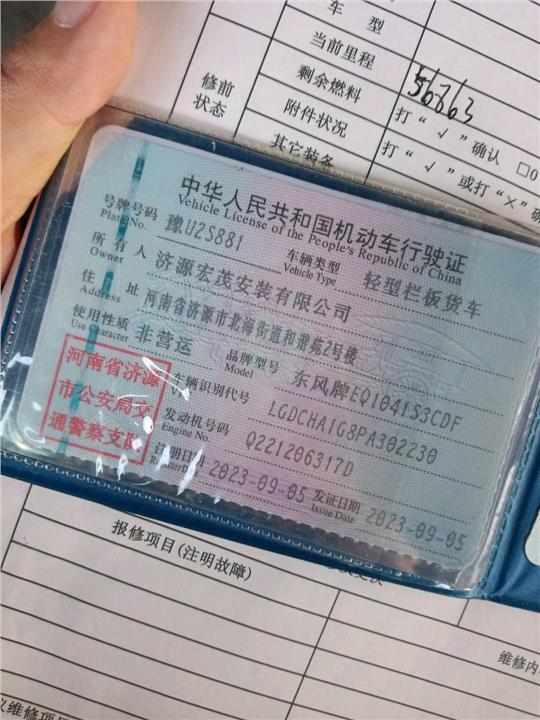 车 型
当前里程
56863
剩余燃料
修前
状态
附件状况
打 “ √ ” 确认 □0
其它装备
打 “ √ ” 或打 “ × ” 确
中华人民共和国机动车行驶证
Vehicle License of the People's Republic of China
号牌号码 豫U2S881 车辆类型 轻型栏板货车
Plate No. Vehicle Type
所 有 人 济源宏茂安装有限公司
Owner
住 址 河南省济源市北海街道和谐苑2号楼
Address
使用性质 非营运 品牌型号 东风牌EQ1041S3CDF
Use Character Model
河南省济源
市公安局交
通警察支队
车辆识别代号 LGDCHA1G8PA302230
VIN
发动机号码 Q221206317D
Engine No.
注册日期 2023-09-05 发证日期 2023-09-05
Register Date Issue Date
报修项目(注明故障)
维修内